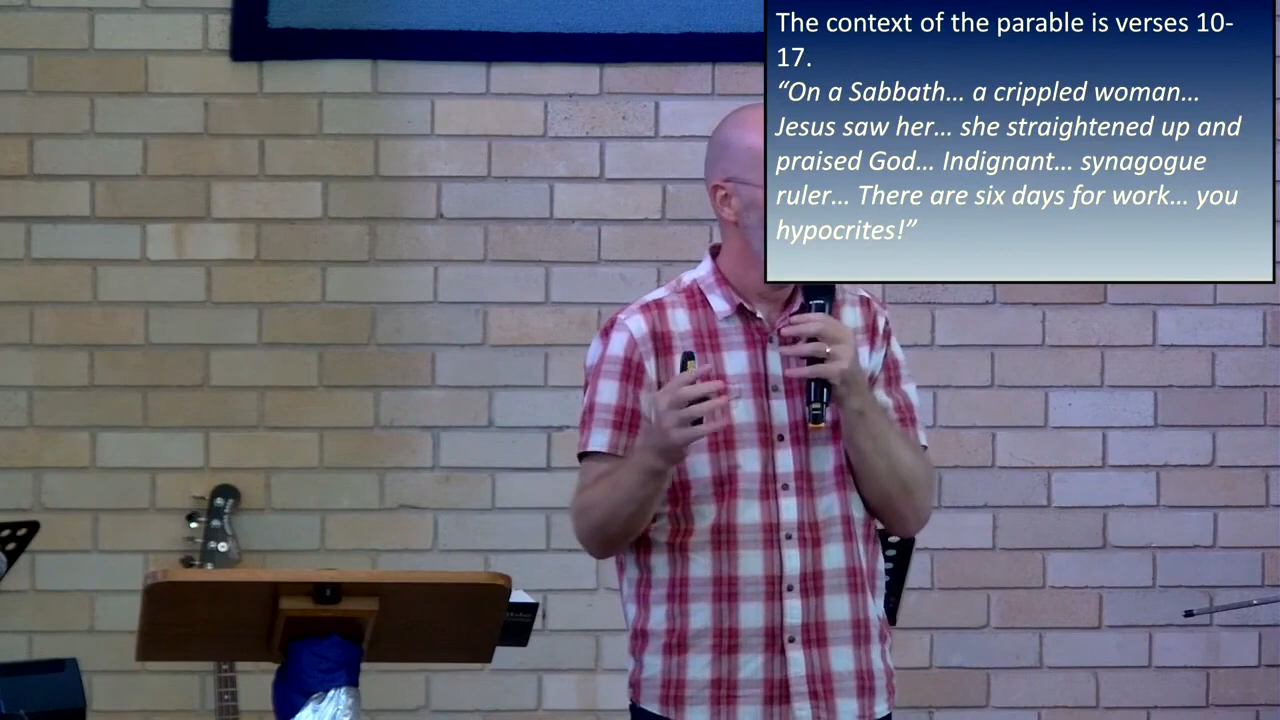 The context of the parable is verses 10-
17.
“On a Sabbath… a crippled woman…
Jesus saw her… she straightened up and
praised God… Indignant… synagogue
ruler… There are six days for work… you
hypocrites!”